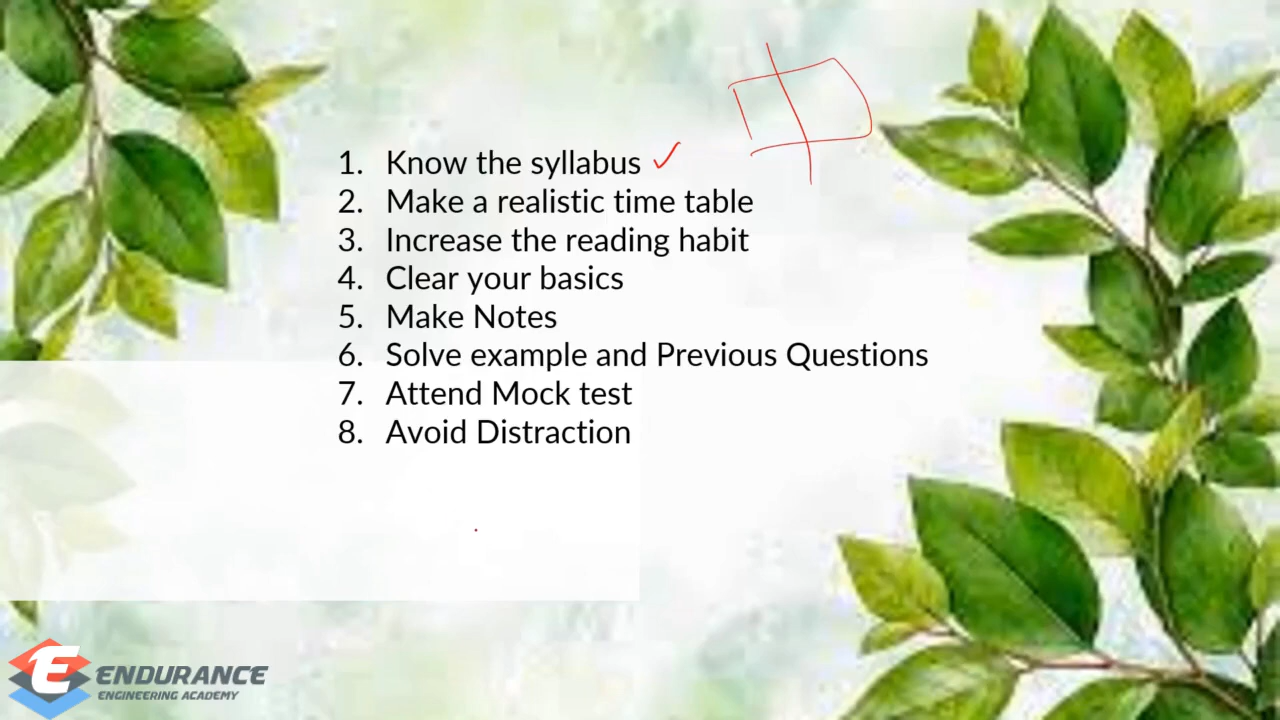 1. Know the syllabus
2. Make a realistic time table
3. Increase the reading habit
4. Clear your basics
5. Make Notes
6. Solve example and Previous Questions
7. Attend Mock test
8. Avoid Distraction
E ENDURANCE
ENGINEERING ACADEMY